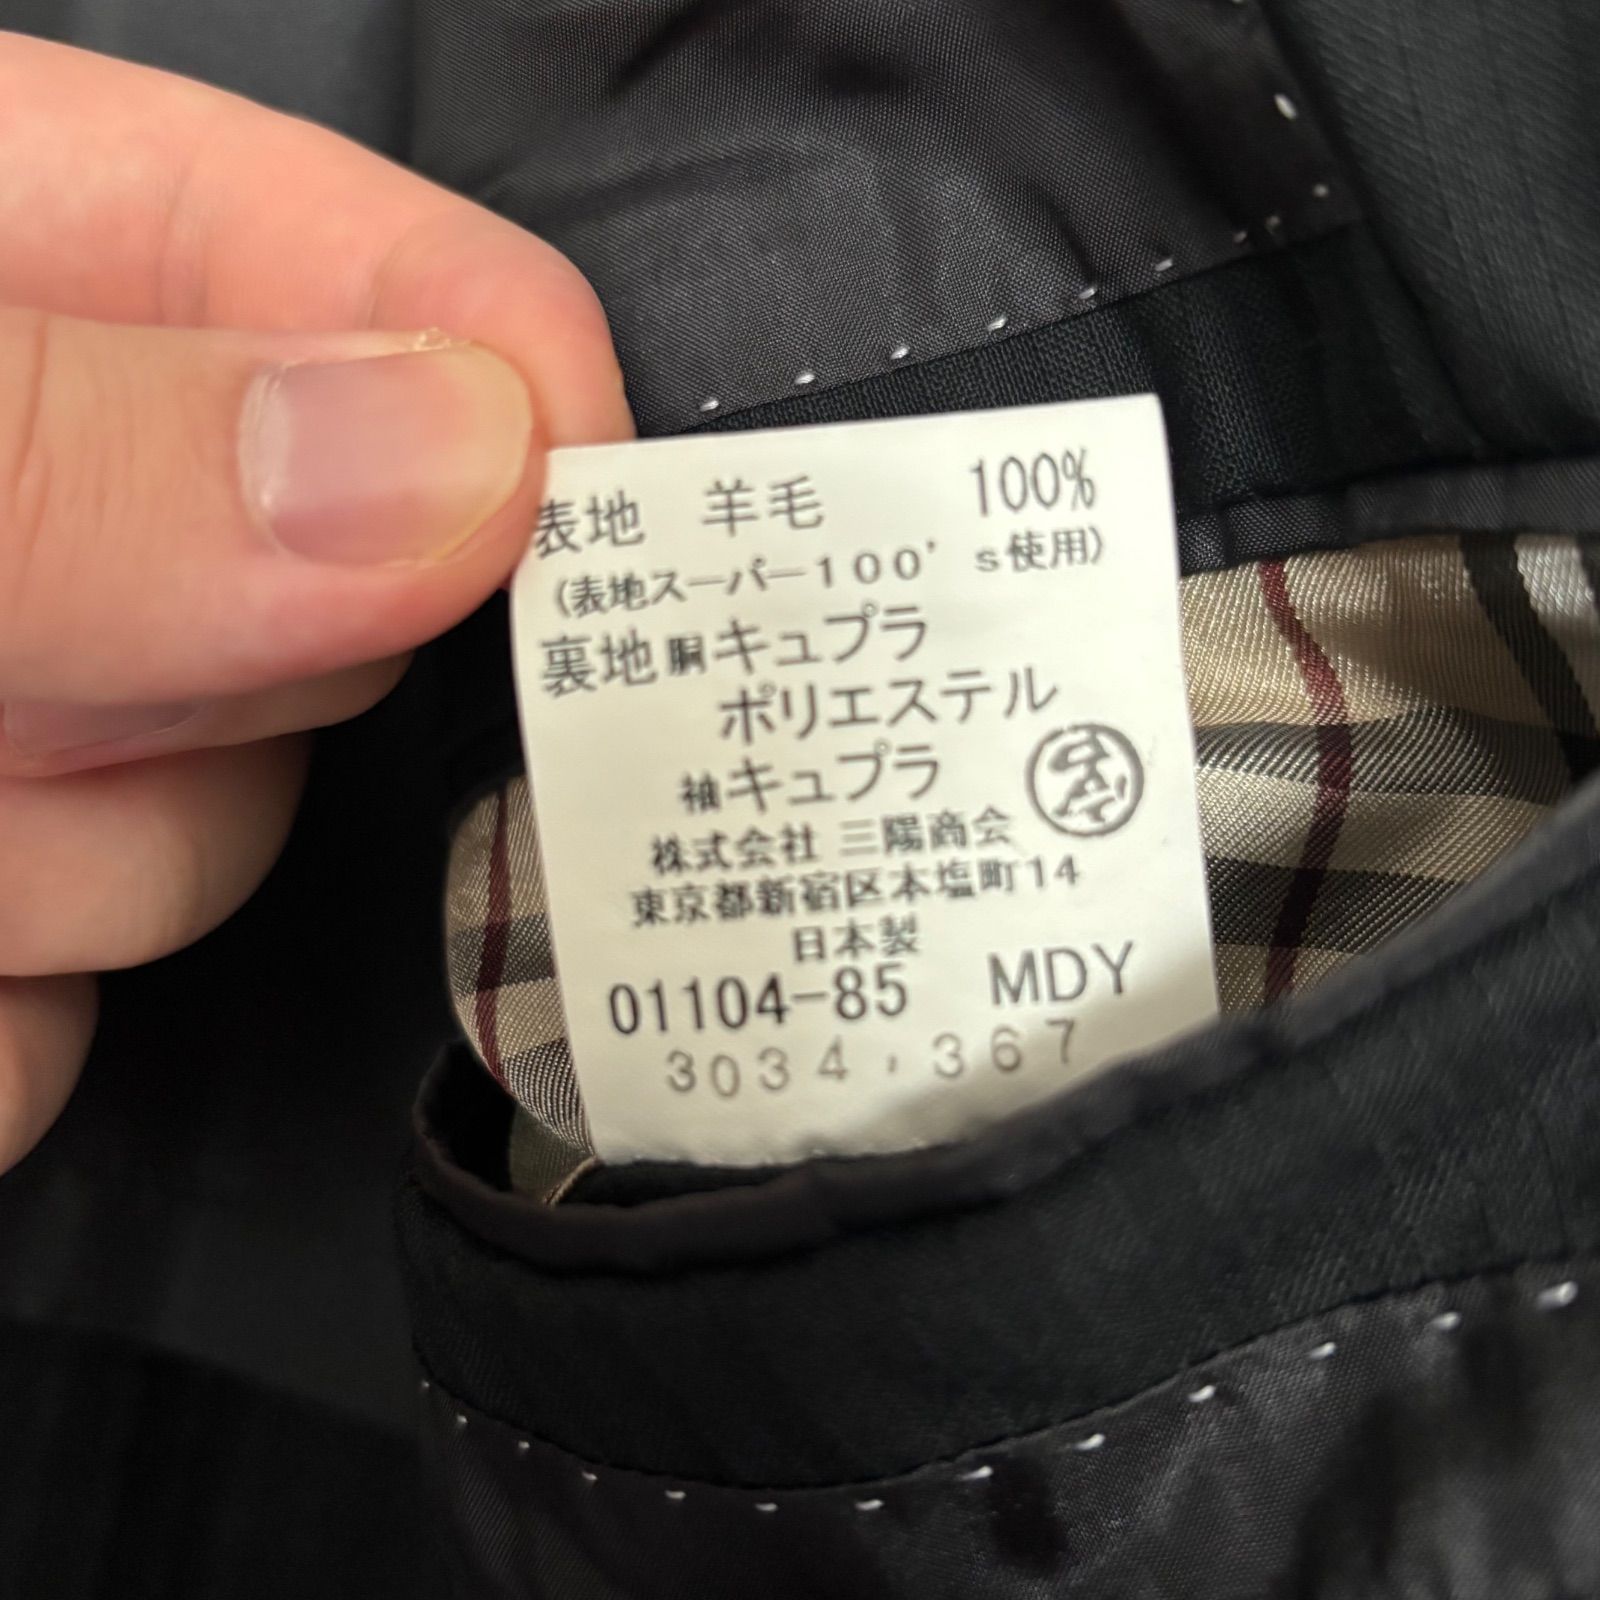 表地 羊毛 100%
(表地スーパー100's使用)
裏地 胴 キュプラ
ポリエステル
袖 キュプラ
株式会社 三陽商会
東京都新宿区本塩町14
日本製
01104-85 MDY
3034,367